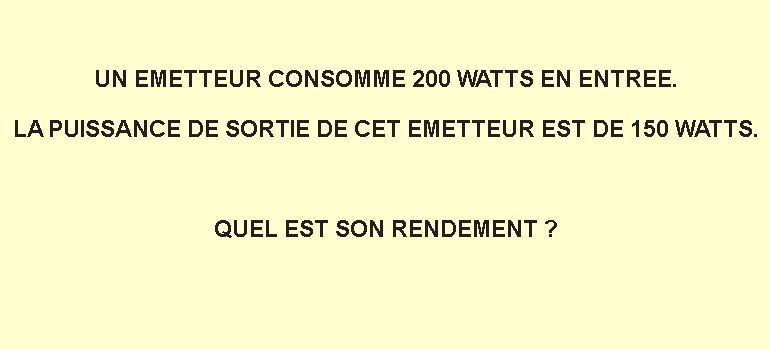 UN EMETTEUR CONSOMME 200 WATTS EN ENTREE.
LA PUISSANCE DE SORTIE DE CET EMETTEUR EST DE 150 WATTS.
QUEL EST SON RENDEMENT ?